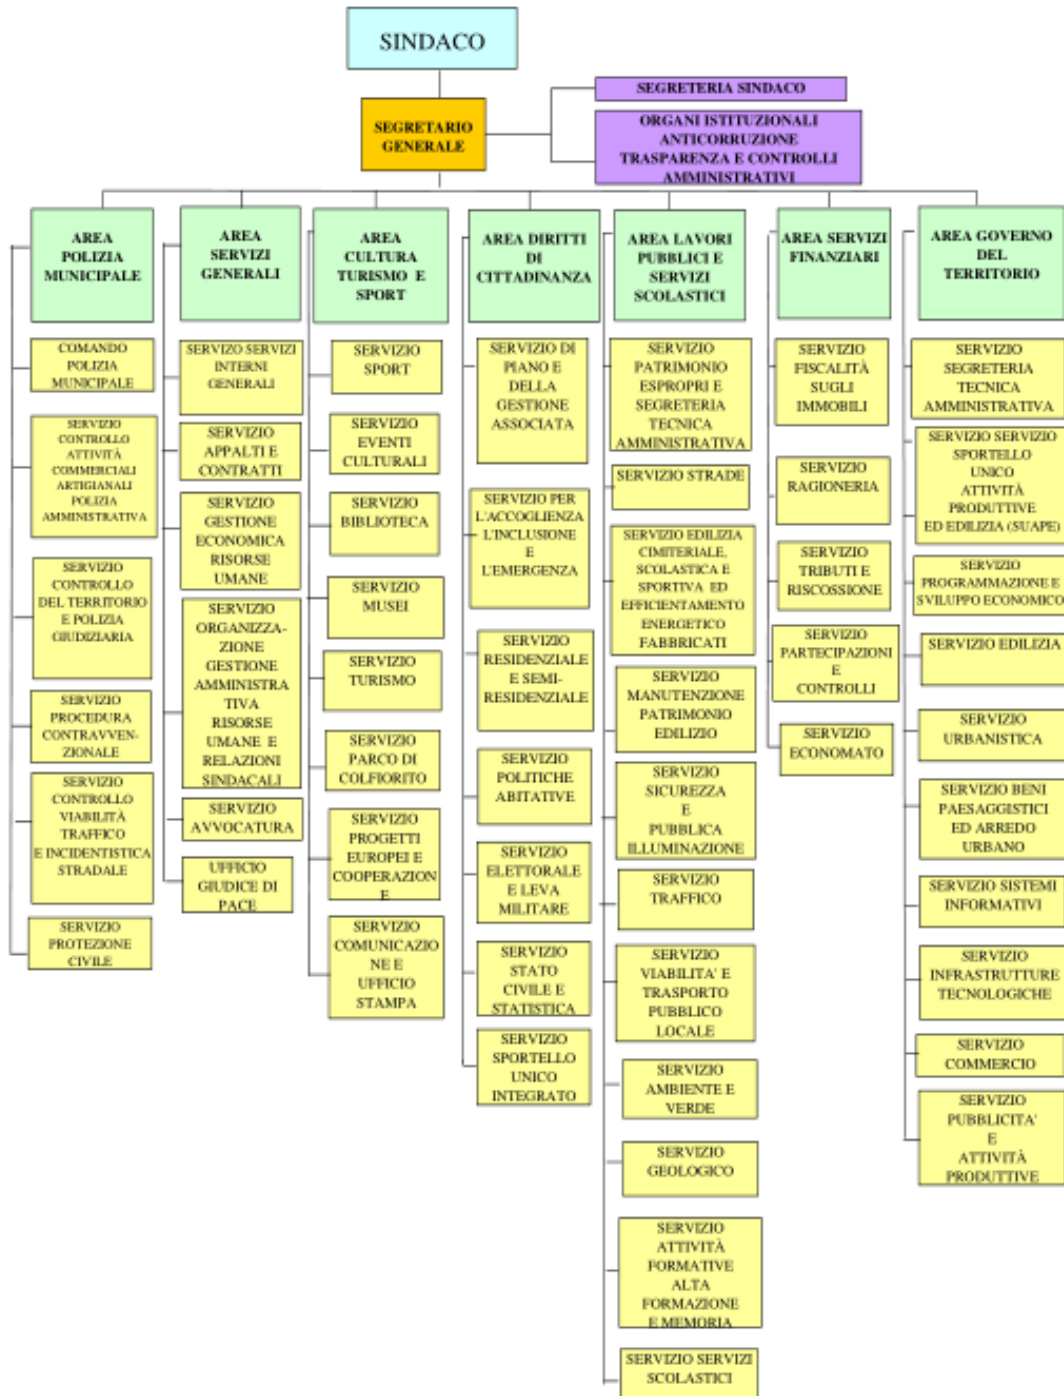 SINDACO
SEGRETARIO
GENERALE
SEGRETERIA SINDACO
ORGANI ISTITUZIONALI
ANTICORRUZIONE
TRASPARENZA E CONTROLLI
AMMINISTRATIVI
AREA
POLIZIA
MUNICIPALE
COMANDO
POLIZIA
MUNICIPALE
SERVIZIO
CONTROLLO
ATTIVITÀ
COMMERCIALI
ARTIGIANALI
POLIZIA
AMMINISTRATIVA
SERVIZIO
CONTROLLO
DEL TERRITORIO
E POLIZIA
GIUDIZIARIA
SERVIZIO
PROCEDURA
CONTRAVVEN-
ZIONALE
SERVIZIO
CONTROLLO
VIABILITÀ
TRAFFICO
E INCIDENTISTICA
STRADALE
SERVIZIO
PROTEZIONE
CIVILE
AREA
SERVIZI
GENERALI
SERVIZO SERVIZI
INTERNI
GENERALI
SERVIZIO
APPALTI E
CONTRATTI
SERVIZIO
GESTIONE
ECONOMICA
RISORSE
UMANE
SERVIZIO
ORGANIZZA-
ZIONE
GESTIONE
AMMINISTRA
TIVA
RISORSE
UMANE E
RELAZIONI
SINDACALI
SERVIZIO
AVVOCATURA
UFFICIO
GIUDICE DI
PACE
AREA
CULTURA
TURISMO E
SPORT
SERVIZIO
SPORT
SERVIZIO
EVENTI
CULTURALI
SERVIZIO
BIBLIOTECA
SERVIZIO
MUSEI
SERVIZIO
TURISMO
SERVIZIO
PARCO DI
COLFIORITO
SERVIZIO
PROGETTI
EUROPEI E
COOPERAZION
E
SERVIZIO
COMUNICAZIO
NE E
UFFICIO
STAMPA
AREA DIRITTI
DI
CITTADINANZA
SERVIZIO DI
PIANO E
DELLA
GESTIONE
ASSOCIATA
SERVIZIO PER
L'ACCOGLIENZA
L'INCLUSIONE
E
L'EMERGENZA
SERVIZIO
RESIDENZIALE
E SEMI-
RESIDENZIALE
SERVIZIO
POLITICHE
ABITATIVE
SERVIZIO
ELETTORALE
E LEVA
MILITARE
SERVIZIO
STATO
CIVILE E
STATISTICA
SERVIZIO
SPORTELLO
UNICO
INTEGRATO
AREA LAVORI
PUBBLICI E
SERVIZI
SCOLASTICI
SERVIZIO
PATRIMONIO
ESPROPRI E
SEGRETERIA
TECNICA
AMMINISTRATIVA
SERVIZIO STRADE
SERVIZIO EDILIZIA
CIMITERIALE,
SCOLASTICA E
SPORTIVA ED
EFFICIENTAMENTO
ENERGETICO
FABBRICATI
SERVIZIO
MANUTENZIONE
PATRIMONIO
EDILIZIO
SERVIZIO
SICUREZZA
E
PUBBLICA
ILLUMINAZIONE
SERVIZIO
TRAFFICO
SERVIZIO
VIABILITA' E
TRASPORTO
PUBBLICO
LOCALE
SERVIZIO
AMBIENTE E
VERDE
SERVIZIO
GEOLOGICO
SERVIZIO
ATTIVITÀ
FORMATIVE
ALTA
FORMAZIONE
E MEMORIA
SERVIZIO SERVIZI
SCOLASTICI
AREA SERVIZI
FINANZIARI
SERVIZIO
FISCALITÀ
SUGLI
IMMOBILI
SERVIZIO
RAGIONERIA
SERVIZIO
TRIBUTI E
RISCOSSIONE
SERVIZIO
PARTECIPAZIONI
E
CONTROLLI
SERVIZIO
ECONOMATO
AREA GOVERNO
DEL
TERRITORIO
SERVIZIO
SEGRETERIA
TECNICA
AMMINISTRATIVA
SERVIZIO SERVIZIO
SPORTELLO
UNICO
ATTIVITÀ
PRODUTTIVE
ED EDILIZIA (SUAPE)
SERVIZIO
PROGRAMMAZIONE E
SVILUPPO ECONOMICO
SERVIZIO EDILIZIA
SERVIZIO
URBANISTICA
SERVIZIO BENI
PAESAGGISTICI
ED ARREDO
URBANO
SERVIZIO SISTEMI
INFORMATIVI
SERVIZIO
INFRASTRUTTURE
TECNOLOGICHE
SERVIZIO
COMMERCIO
SERVIZIO
PUBBLICITA'
E
ATTIVITÀ
PRODUTTIVE